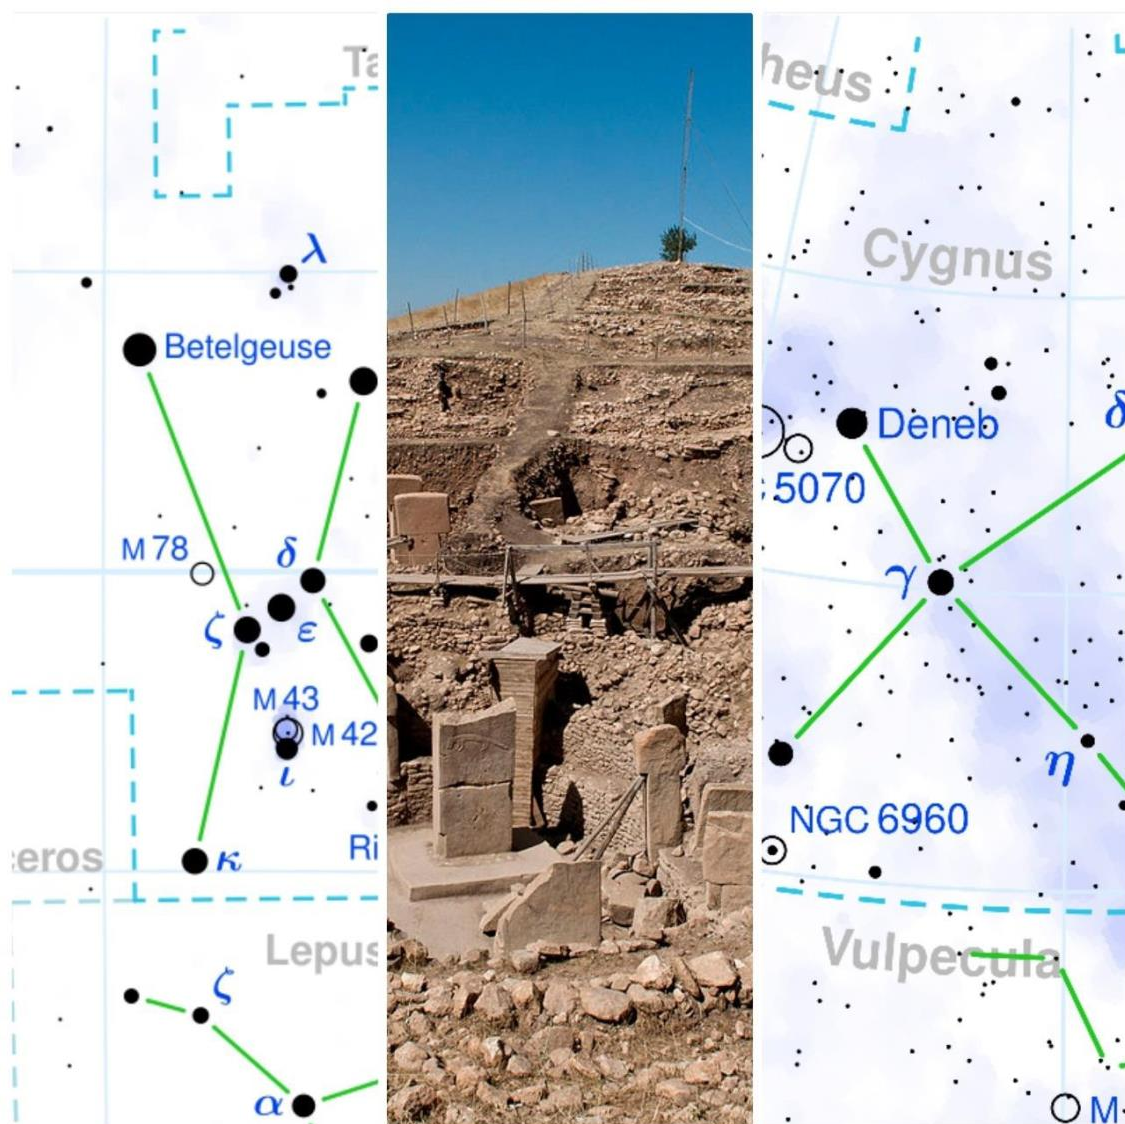 Ta
λ
Betelgeuse
M 78
δ
ζ
ε
M 43
M 42
ι
Ri
κ
eros
Lepus
ζ
α
heus
Cygnus
Deneb
δ
5070
γ
η
NGC 6960
Vulpecula
M